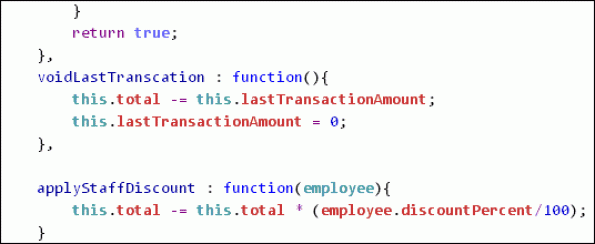 }
return true;
},
voidLastTranscation : function(){
this.total -= this.lastTransactionAmount;
this.lastTransactionAmount = 0;
},
applyStaffDiscount : function(employee){
this.total -= this.total * (employee.discountPercent/100);
}